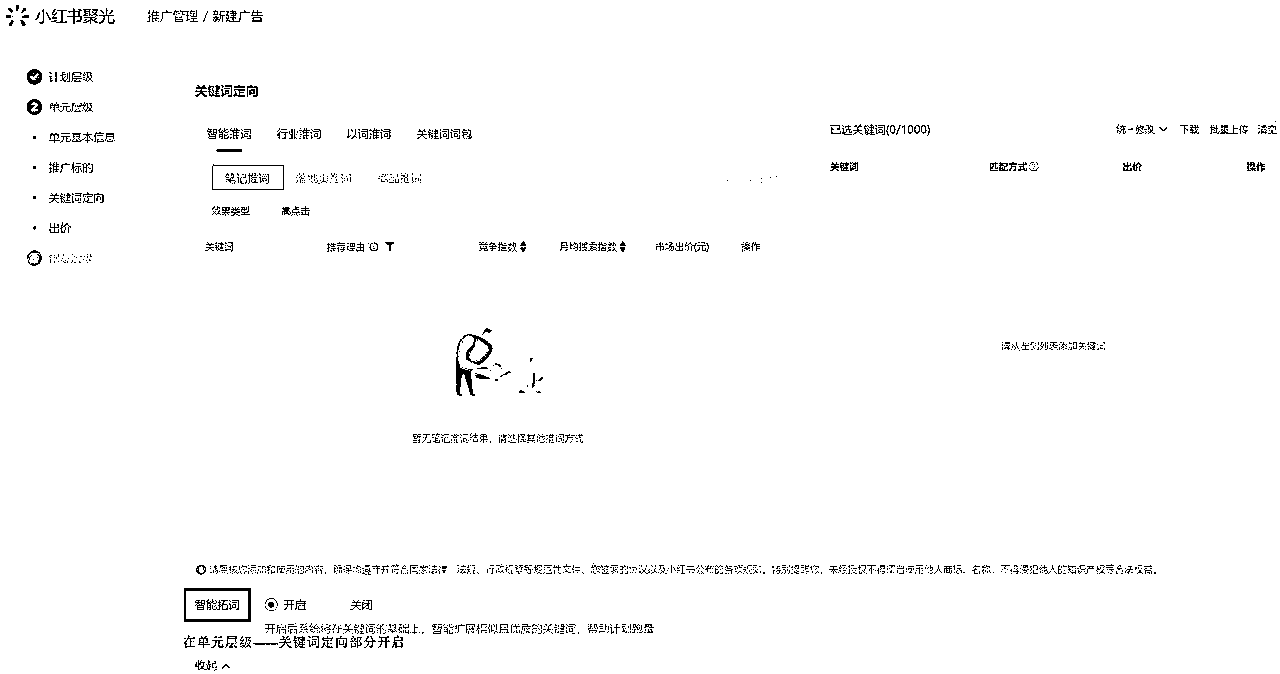 小红书聚光 推广管理 / 新建广告
计划层级
2 单元层级
单元基本信息
推广标的
关键词定向
出价
关键词定向
智能推词 行业推词 以词推词 关键词词包
已选关键词(0/1000) 统一修改 下载 批量上传 清空
关键词 匹配方式 出价 操作
笔记推词
效果类型 高点击
关键词 推荐理由 竞争指数 月均搜索指数 市场出价(元) 操作
请从左侧列表添加关键词
暂无笔记推词结果，请选择其他推词方式
智能拓词 开启 关闭
开启后系统将在关键词的基础上，智能扩展相似且优质的关键词，帮助计划跑量
在单元层级——关键词定向部分开启
收起